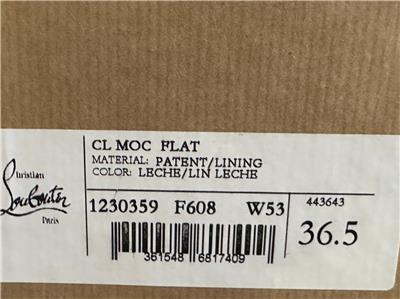 CL MOC FLAT
MATERIAL: PATENT/LINING
COLOR: LECHE/LIN LECHE
Christian
Louboutin
Paris
1230359 F608 W53
443643
36.5
361548 6817409